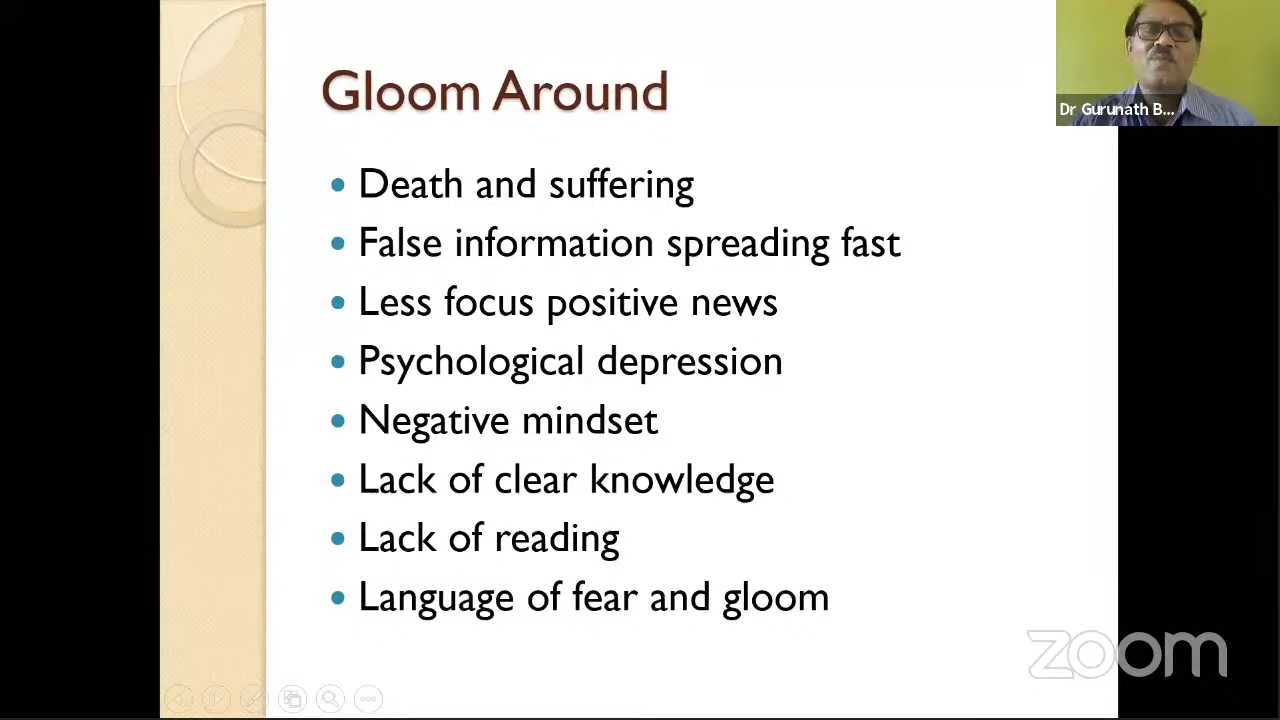 Gloom Around
Dr Gurunath B...
Death and suffering
False information spreading fast
Less focus positive news
Psychological depression
Negative mindset
Lack of clear knowledge
Lack of reading
Language of fear and gloom
zoom